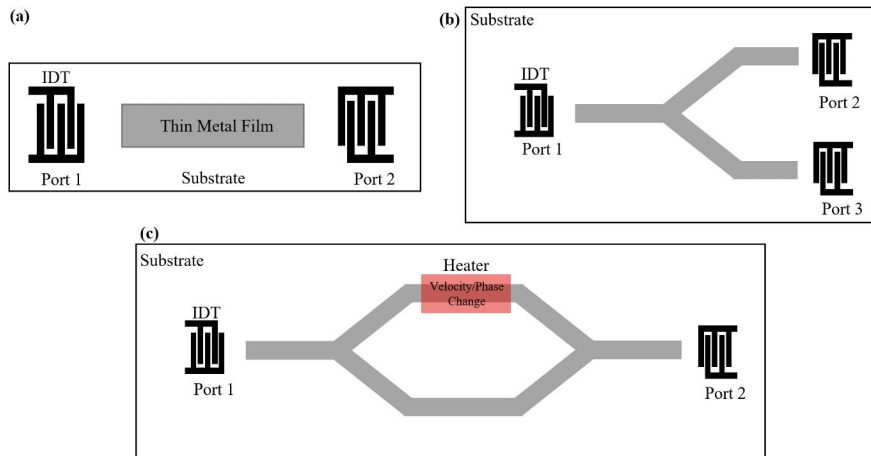 (a)
IDT
Thin Metal Film
Port 1
Substrate
Port 2
(b)
Substrate
IDT
Port 1
Port 2
Port 3
(c)
Substrate
Heater
Velocity/Phase
Change
IDT
Port 1
Port 2